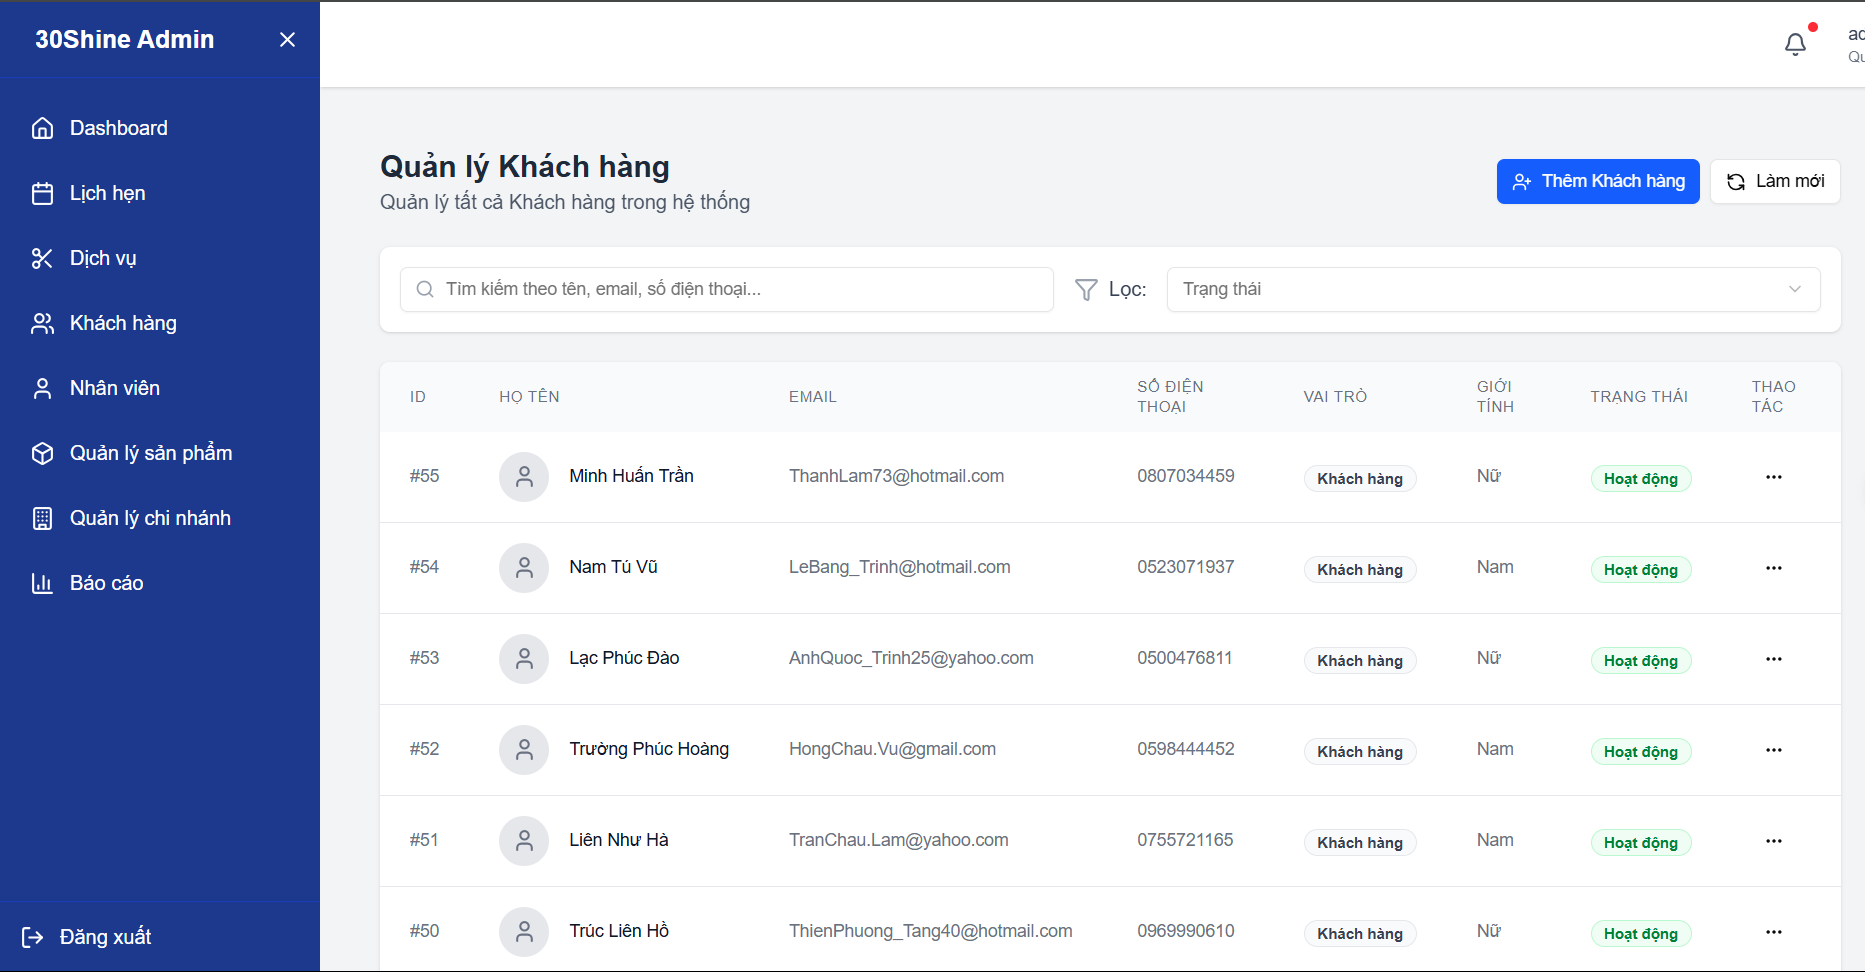 30Shine Admin
Dashboard
Lịch hẹn
Dịch vụ
Khách hàng
Nhân viên
Quản lý sản phẩm
Quản lý chi nhánh
Báo cáo
Đăng xuất
ad
Qu
Quản lý Khách hàng
Quản lý tất cả Khách hàng trong hệ thống
Thêm Khách hàng
Làm mới
Tìm kiếm theo tên, email, số điện thoại...
Lọc:
Trạng thái
ID HỌ TÊN EMAIL SỐ ĐIỆN THOẠI VAI TRÒ GIỚI TÍNH TRẠNG THÁI THAO TÁC
#55 Minh Huấn Trần ThanhLam73@hotmail.com 0807034459 Khách hàng Nữ Hoạt động
#54 Nam Tú Vũ LeBang_Trinh@hotmail.com 0523071937 Khách hàng Nam Hoạt động
#53 Lạc Phúc Đào AnhQuoc_Trinh25@yahoo.com 0500476811 Khách hàng Nữ Hoạt động
#52 Trường Phúc Hoàng HongChau.Vu@gmail.com 0598444452 Khách hàng Nam Hoạt động
#51 Liên Như Hà TranChau.Lam@yahoo.com 0755721165 Khách hàng Nam Hoạt động
#50 Trúc Liên Hồ ThienPhuong_Tang40@hotmail.com 0969990610 Khách hàng Nữ Hoạt động